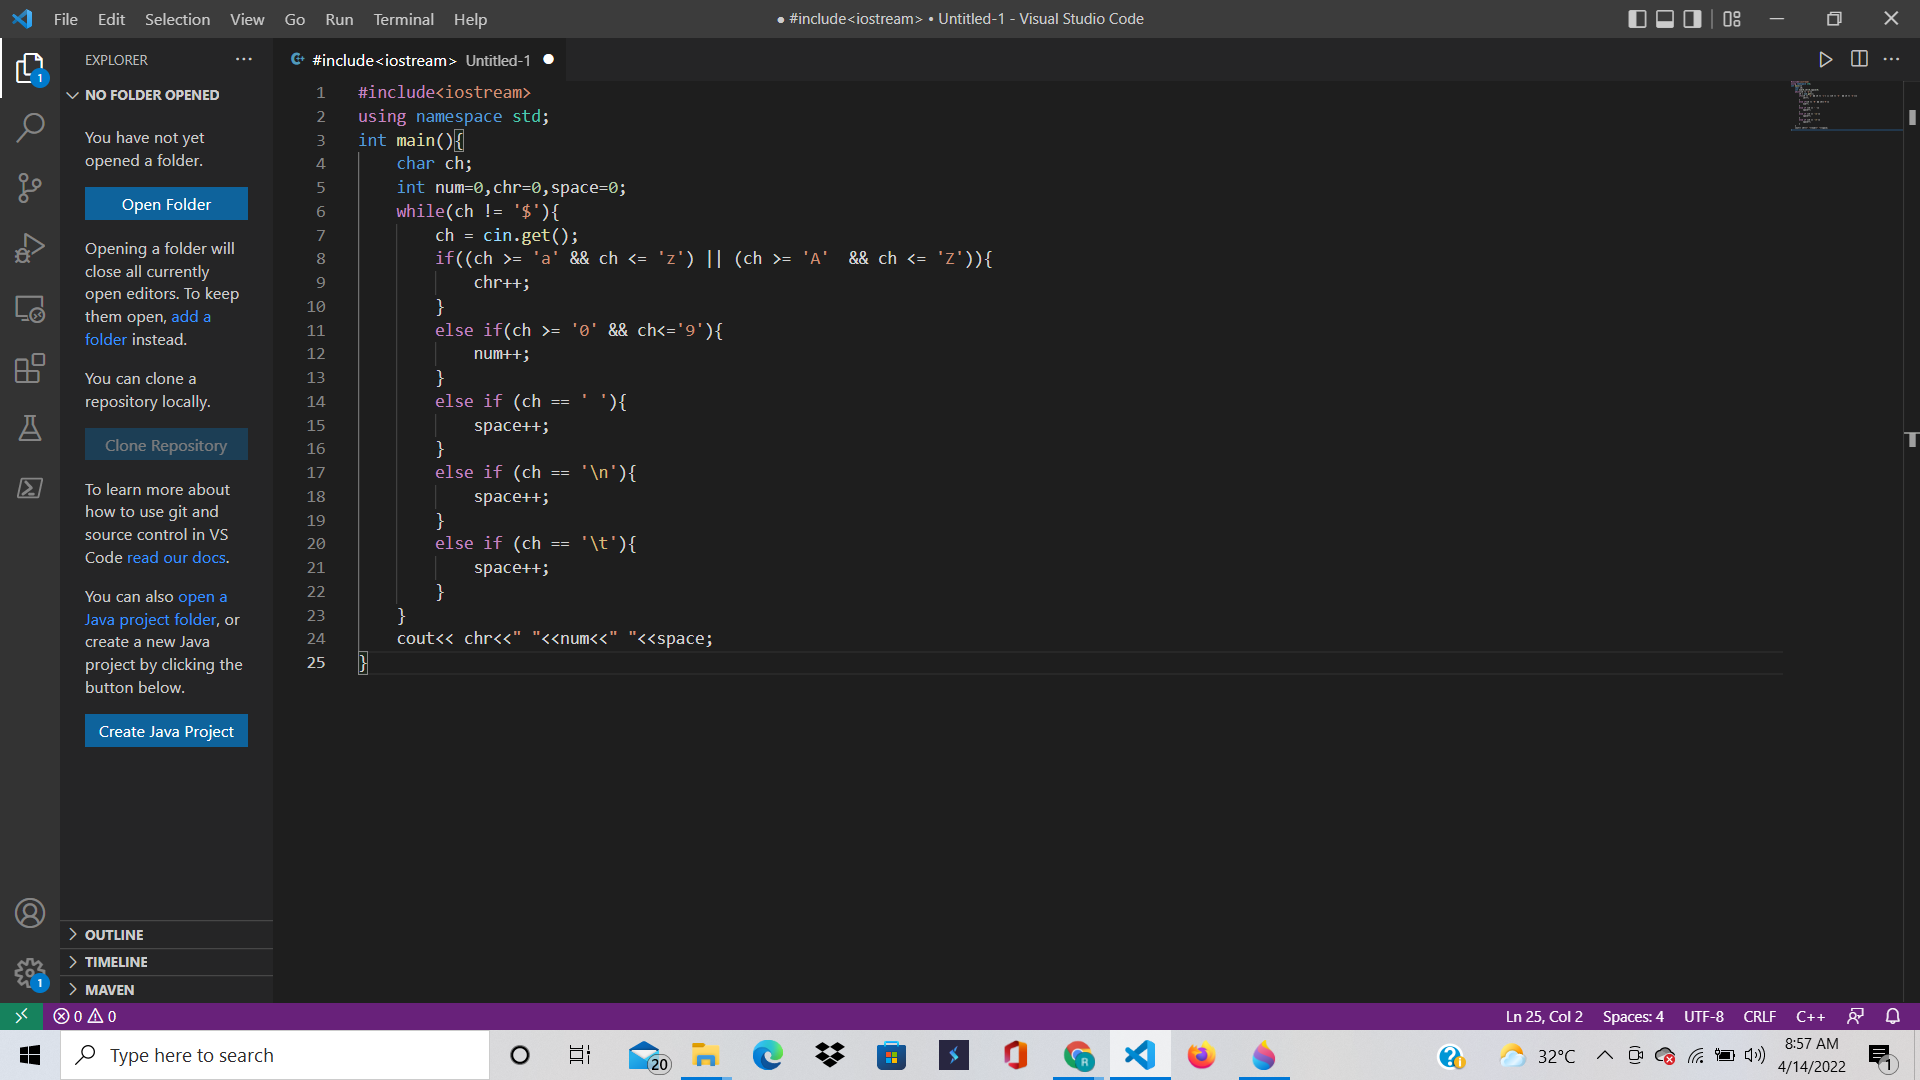 File Edit Selection View Go Run Terminal Help
● #include<iostream> • Untitled-1 - Visual Studio Code
EXPLORER
#include<iostream> Untitled-1
NO FOLDER OPENED
You have not yet
opened a folder.
Open Folder
Opening a folder will
close all currently
open editors. To keep
them open, add a
folder instead.
You can clone a
repository locally.
Clone Repository
To learn more about
how to use git and
source control in VS
Code read our docs.
You can also open a
Java project folder, or
create a new Java
project by clicking the
button below.
Create Java Project
OUTLINE
TIMELINE
MAVEN
1
1
1 #include<iostream>
2 using namespace std;
3 int main(){
4 char ch;
5 int num=0,chr=0,space=0;
6 while(ch != '$'){
7 ch = cin.get();
8 if((ch >= 'a' && ch <= 'z') || (ch >= 'A'  && ch <= 'Z')){
9 chr++;
10 }
11 else if(ch >= '0' && ch<='9'){
12 num++;
13 }
14 else if (ch == ' '){
15 space++;
16 }
17 else if (ch == '\n'){
18 space++;
19 }
20 else if (ch == '\t'){
21 space++;
22 }
23 }
24 cout<< chr<<" "<<num<<" "<<space;
25 }
0 0
Ln 25, Col 2 Spaces: 4 UTF-8 CRLF C++
Type here to search
20
32°C
8:57 AM
4/14/2022
1